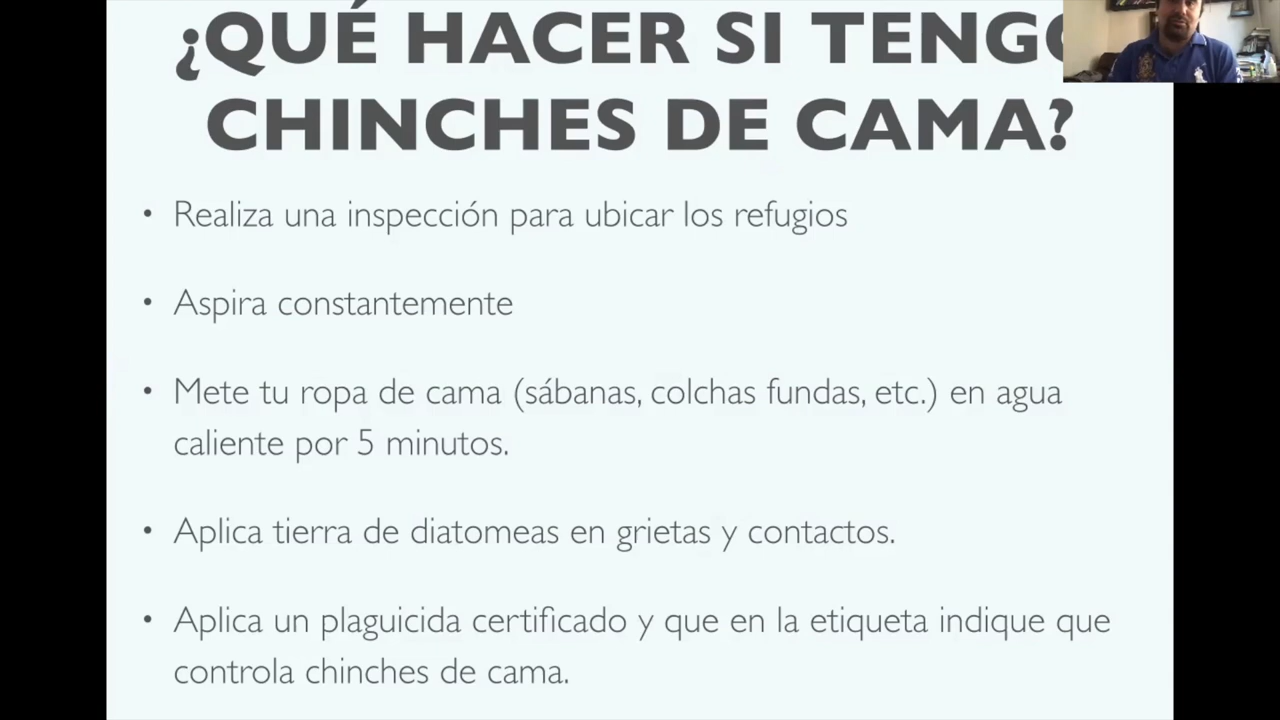 ¿QUÉ HACER SI TENGO
CHINCHES DE CAMA?
• Realiza una inspección para ubicar los refugios
• Aspira constantemente
• Mete tu ropa de cama (sábanas, colchas fundas, etc.) en agua
caliente por 5 minutos.
• Aplica tierra de diatomeas en grietas y contactos.
• Aplica un plaguicida certificado y que en la etiqueta indique que
controla chinches de cama.